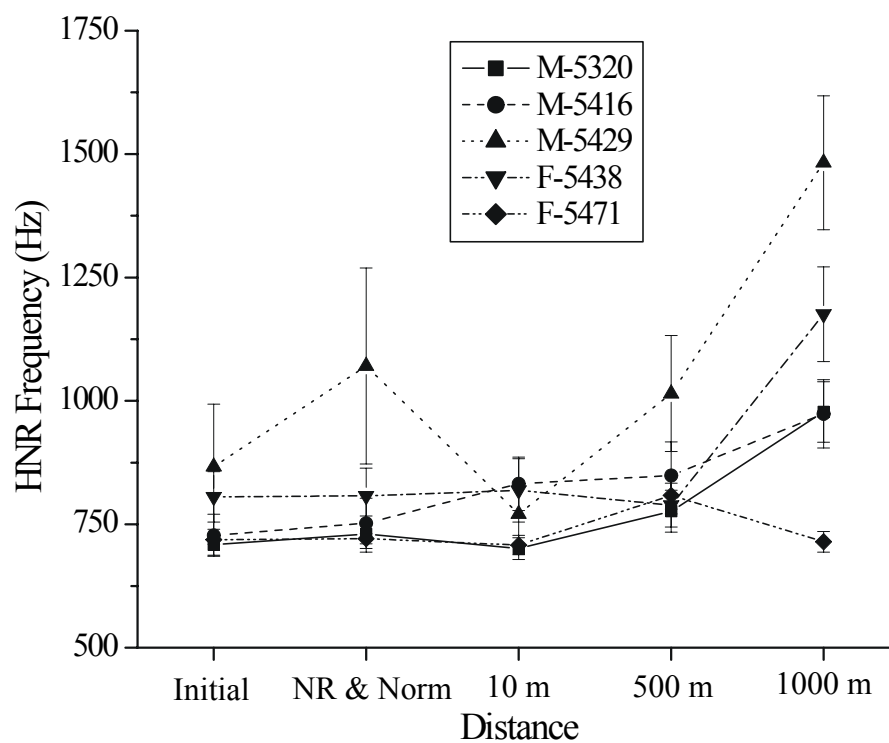 1750
1500
1250
1000
750
500
HNR Frequency (Hz)
M-5320
M-5416
M-5429
F-5438
F-5471
Initial NR & Norm 10 m 500 m 1000 m
Distance